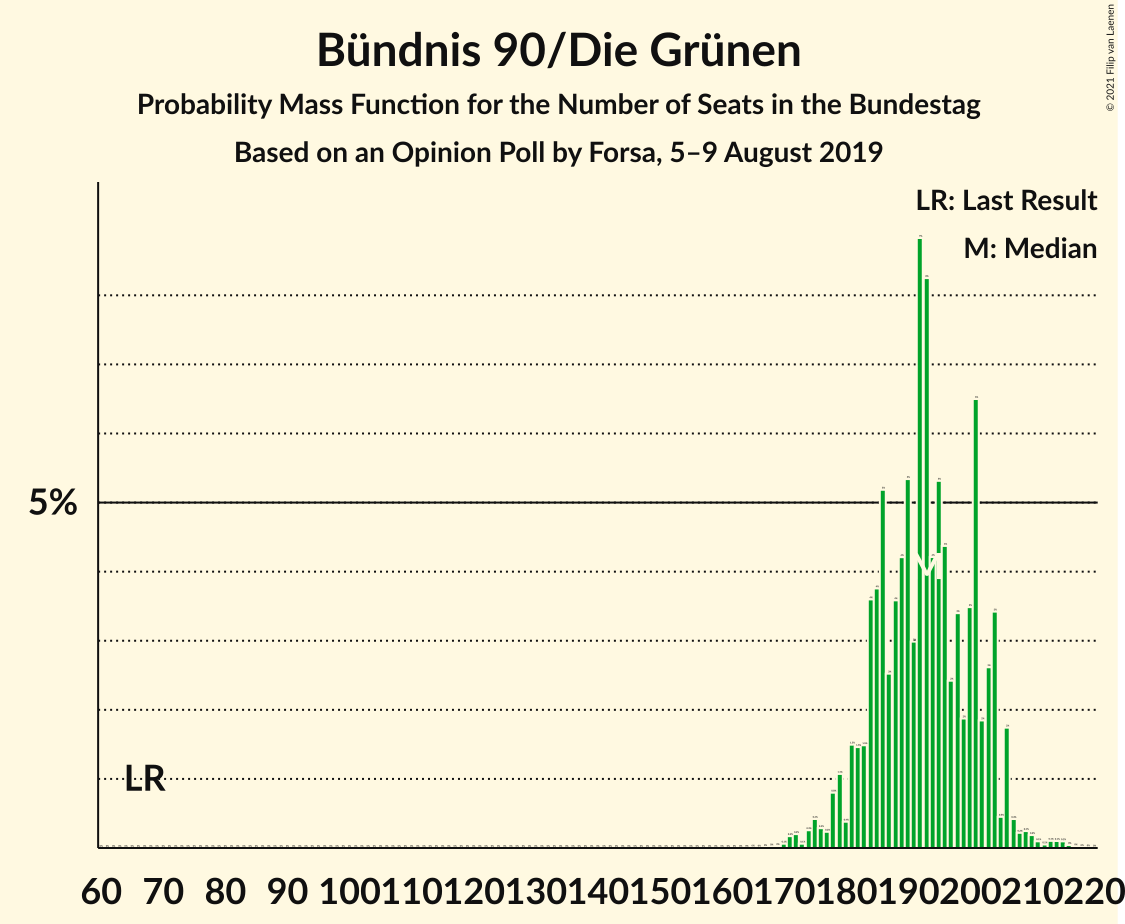 Bündnis 90/Die Grünen
Probability Mass Function for the Number of Seats in the Bundestag
Based on an Opinion Poll by Forsa, 5–9 August 2019
© 2021 Filip van Laenen
LR: Last Result
M: Median
5%
M
LR
60 70 80 90 100 110 120 130 140 150 160 170 180 190 200 210 220